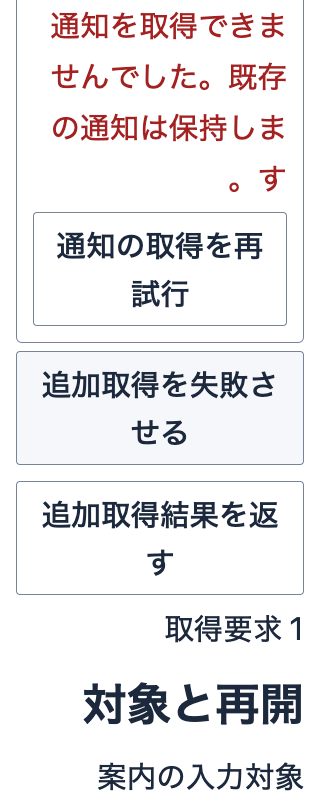 通知を取得できま
せんでした。既存
の通知は保持しま
す。
通知の取得を再
試行
追加取得を失敗さ
せる
追加取得結果を返
す
取得要求 1
対象と再開
案内の入力対象